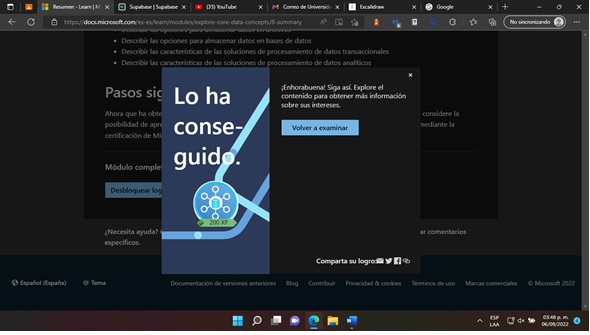 Resumen - Learn | M
Supabase | Supabase
(35) YouTube
Correo de Universidad
Excalidraw
Google
https://docs.microsoft.com/es-es/learn/modules/explore-core-data-concepts/8-summary
No sincronizando
Describir las opciones para almacenar datos en bases de datos
Describir las características de las soluciones de procesamiento de datos transaccionales
Describir las características de las soluciones de procesamiento de datos analíticos
Pasos sig
Ahora que ha obte
considere la
posibilidad de apre
mediante la
certificación de Mi
Módulo complet
Desbloquear log
¿Necesita ayuda?
ar comentarios
específicos.
Lo ha
conse-
guido.
200 XP
¡Enhorabuena! Siga así. Explore el
contenido para obtener más información
sobre sus intereses.
Volver a examinar
Comparta su logro:
Español (España)
Tema
Documentación de versiones anteriores
Blog
Contribuir
Privacidad & cookies
Términos de uso
Marcas comerciales
© Microsoft 2022
ESP
LAA
03:48 p. m.
06/09/2022